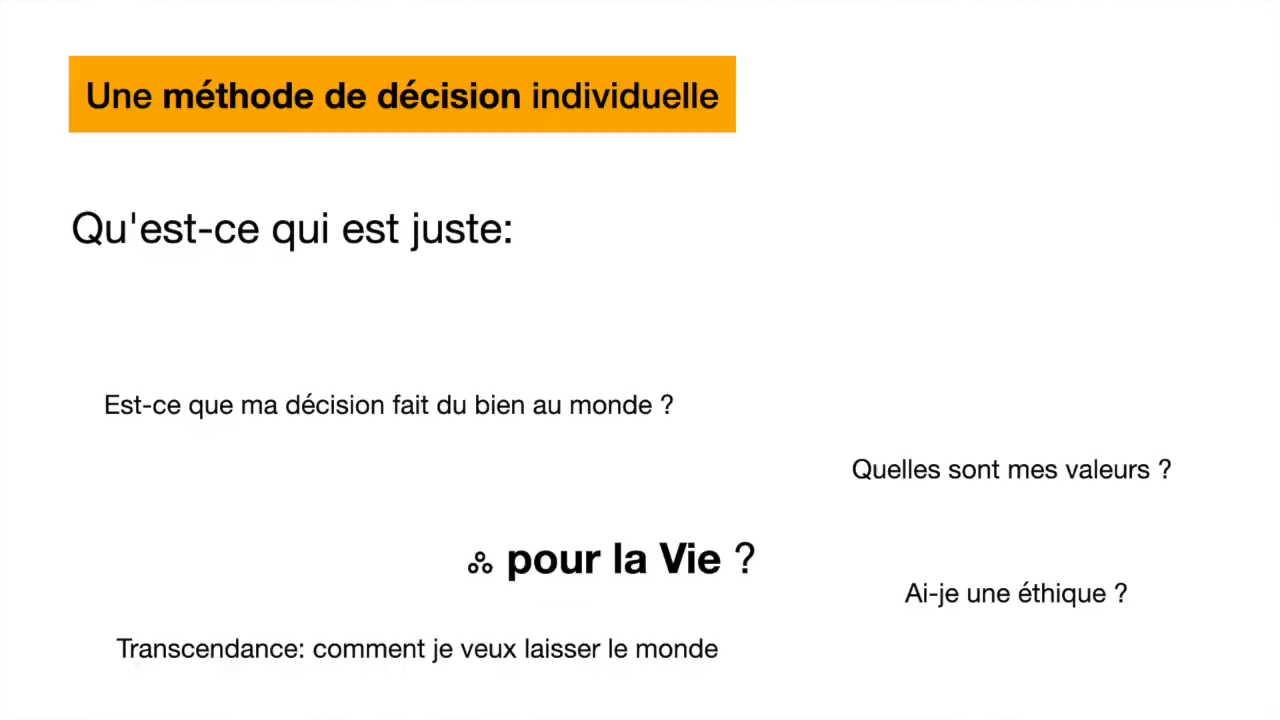 Une méthode de décision individuelle
Qu'est-ce qui est juste:
Est-ce que ma décision fait du bien au monde ?
Quelles sont mes valeurs ?
pour la Vie ?
Ai-je une éthique ?
Transcendance: comment je veux laisser le monde